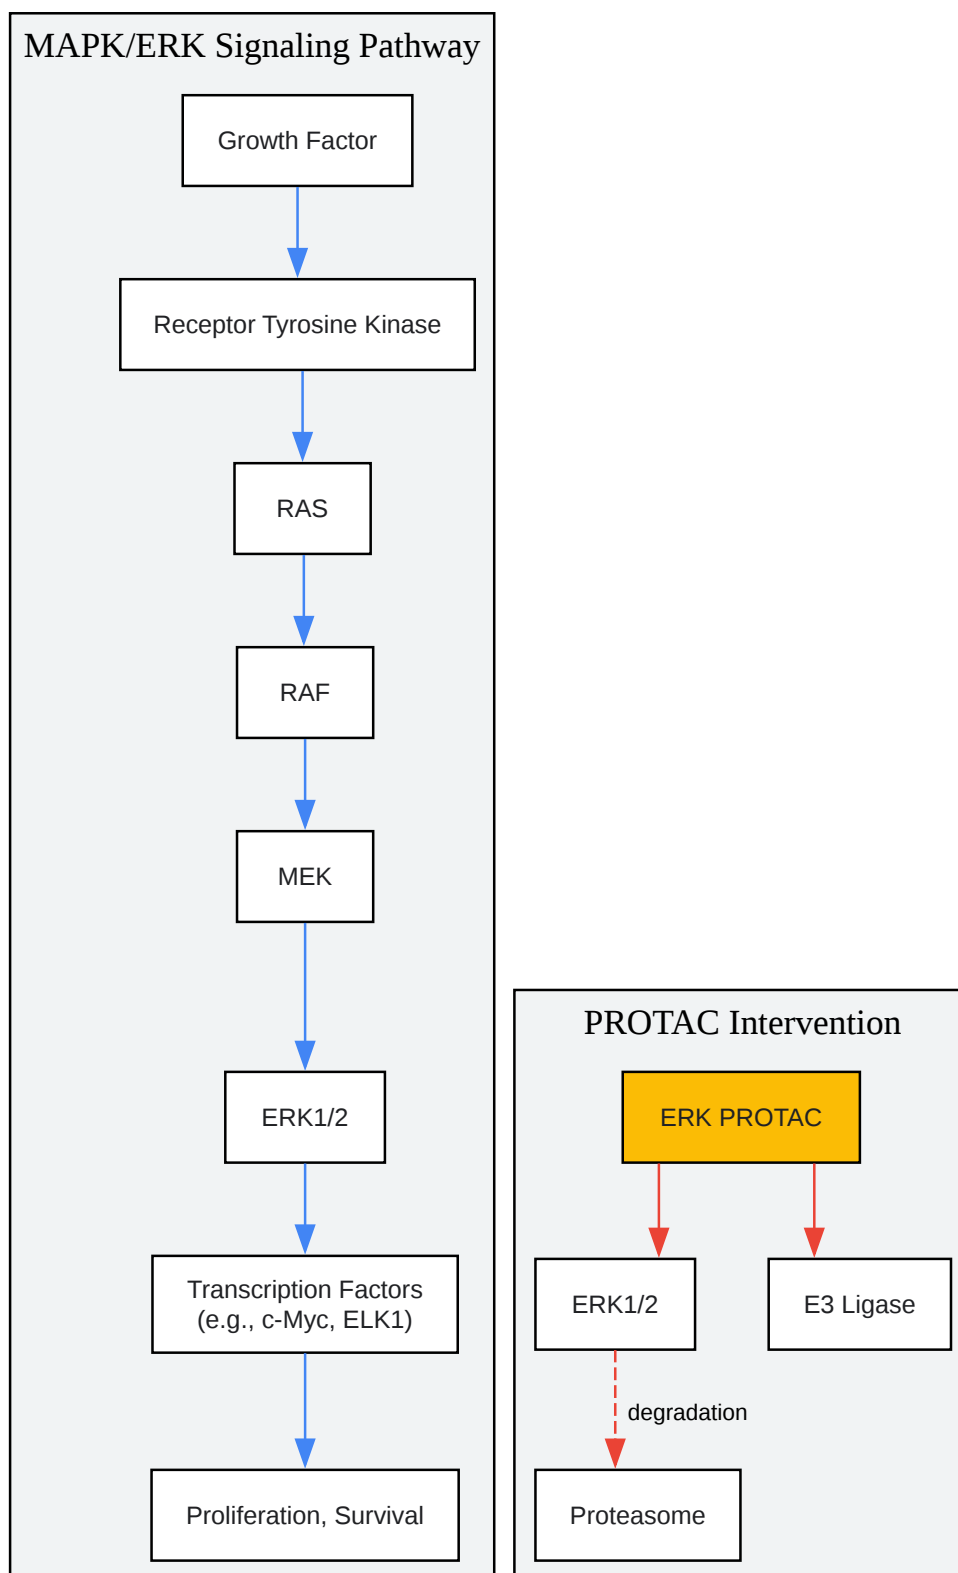 MAPK/ERK Signaling Pathway
Growth Factor
Receptor Tyrosine Kinase
RAS
RAF
MEK
ERK1/2
Transcription Factors
(e.g., c-Myc, ELK1)
Proliferation, Survival
PROTAC Intervention
ERK PROTAC
ERK1/2
E3 Ligase
degradation
Proteasome